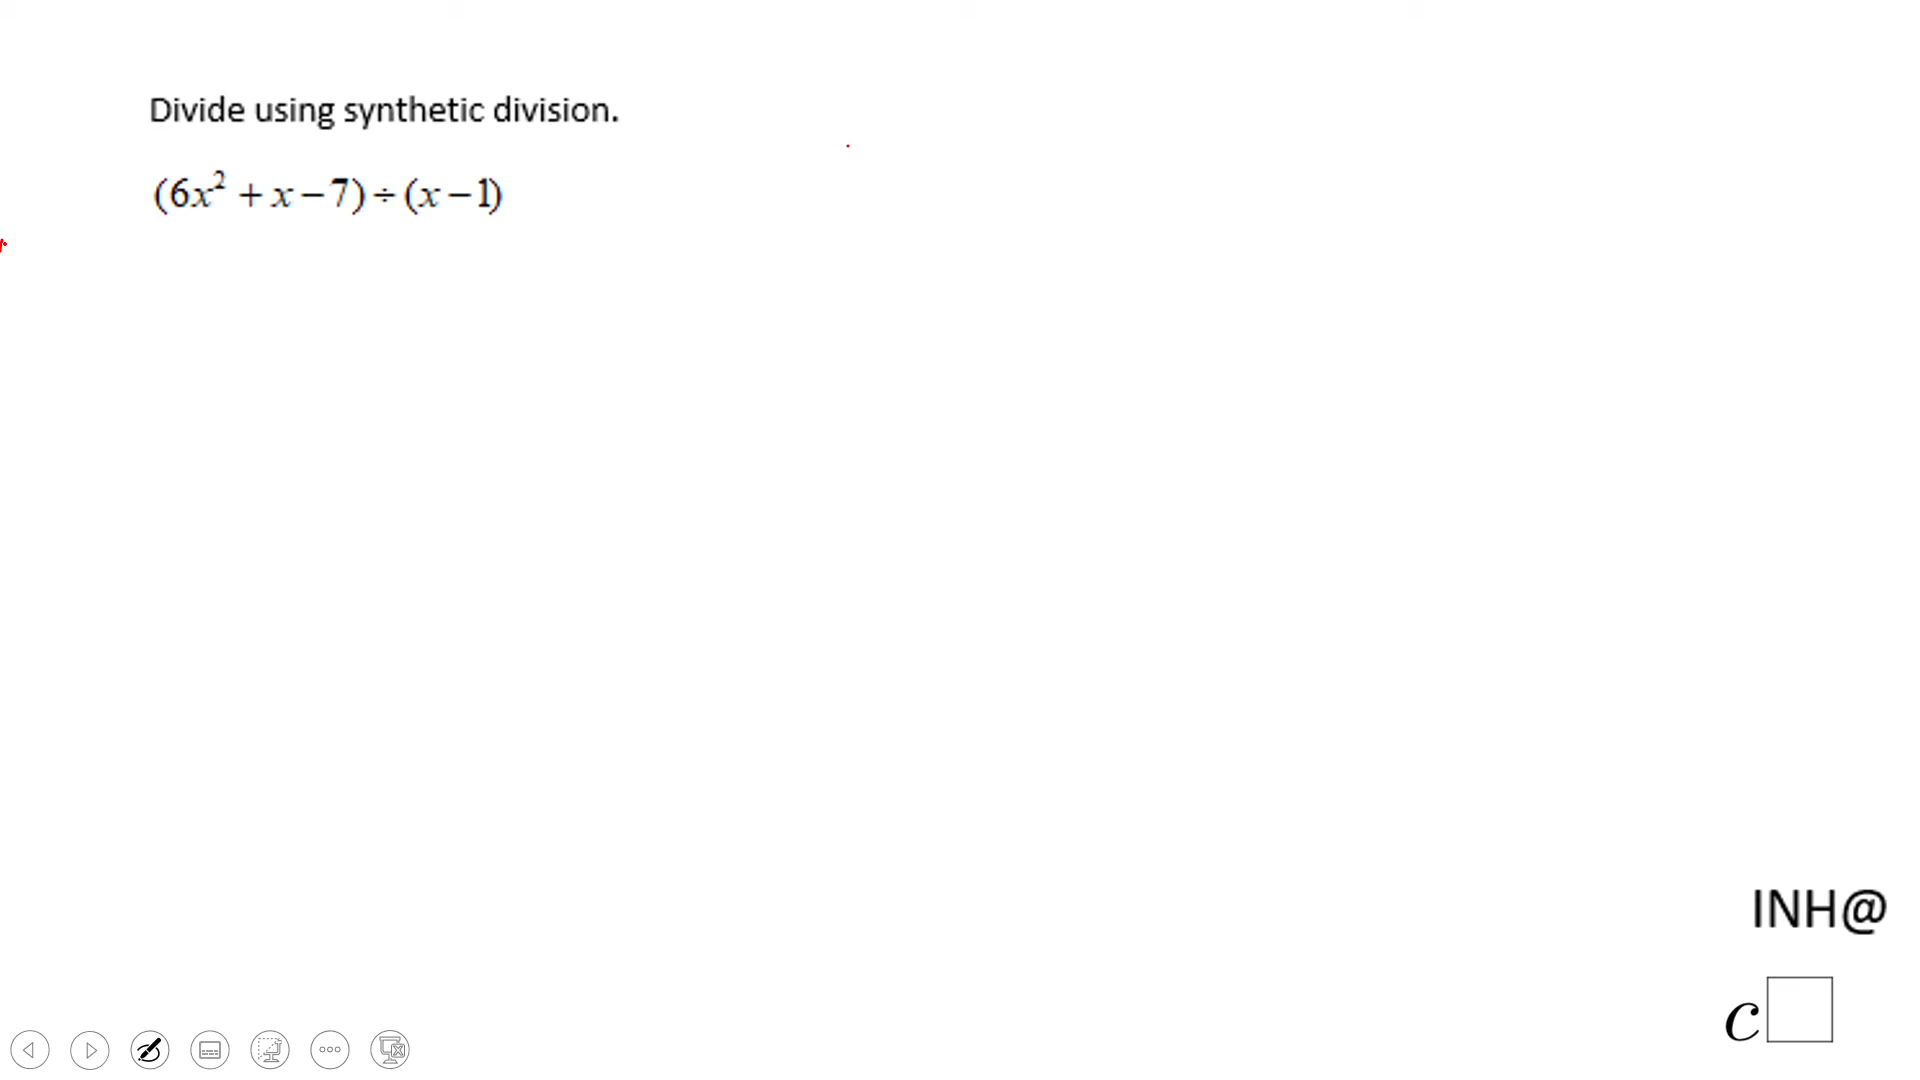 Divide using synthetic division.
(6x² + x − 7) ÷ (x − 1)
INH@
c